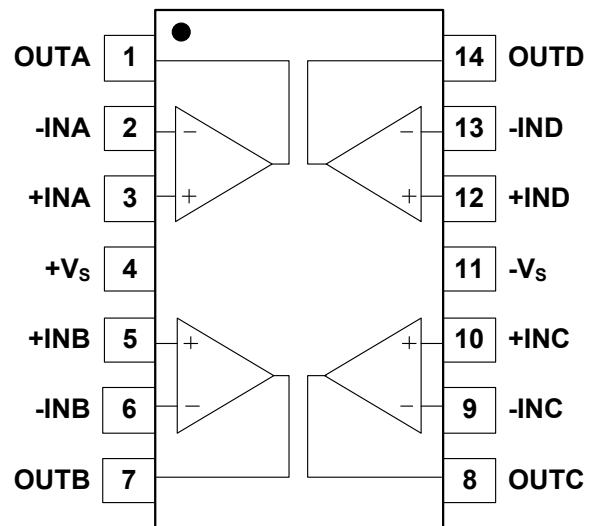 OUTA 1 14 OUTD
-INA 2 − − 13 -IND
+INA 3 + + 12 +IND
+VS 4 11 -VS
+INB 5 + + 10 +INC
-INB 6 − − 9 -INC
OUTB 7 8 OUTC